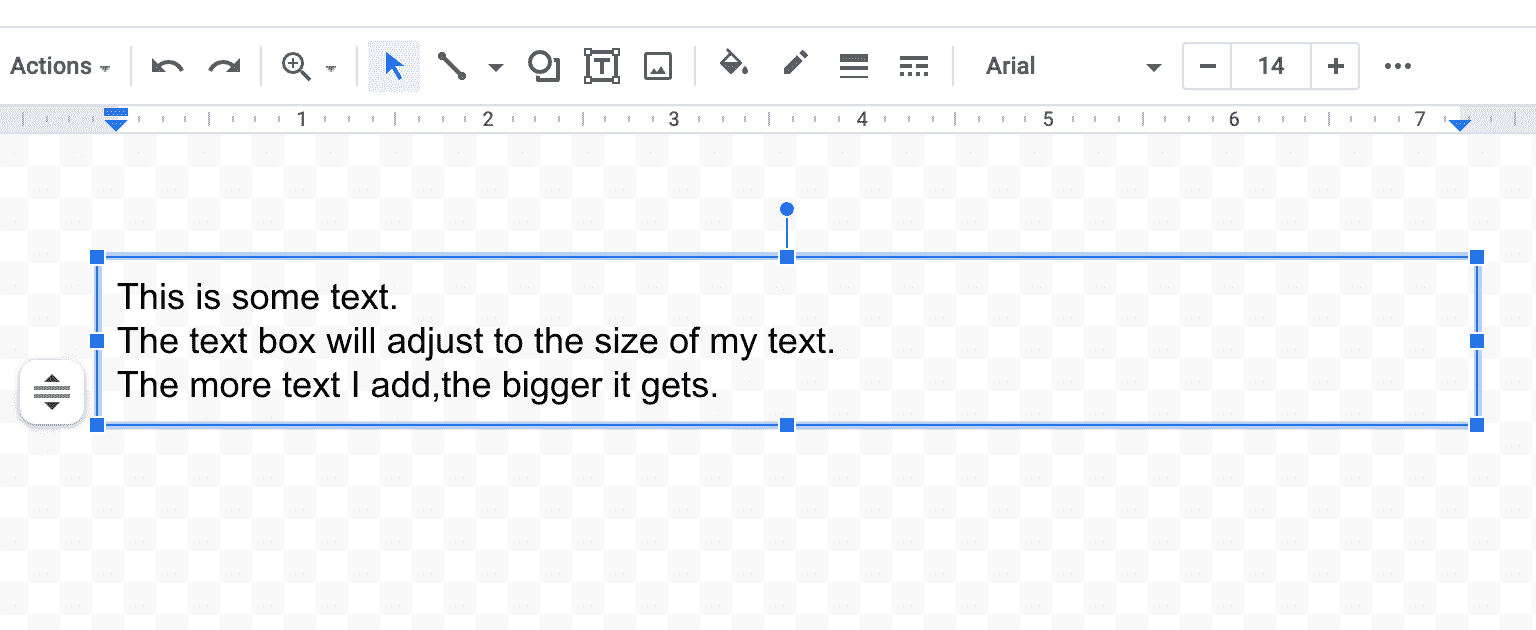 Actions Arial 14
1 2 3 4 5 6 7
This is some text.
The text box will adjust to the size of my text.
The more text I add,the bigger it gets.